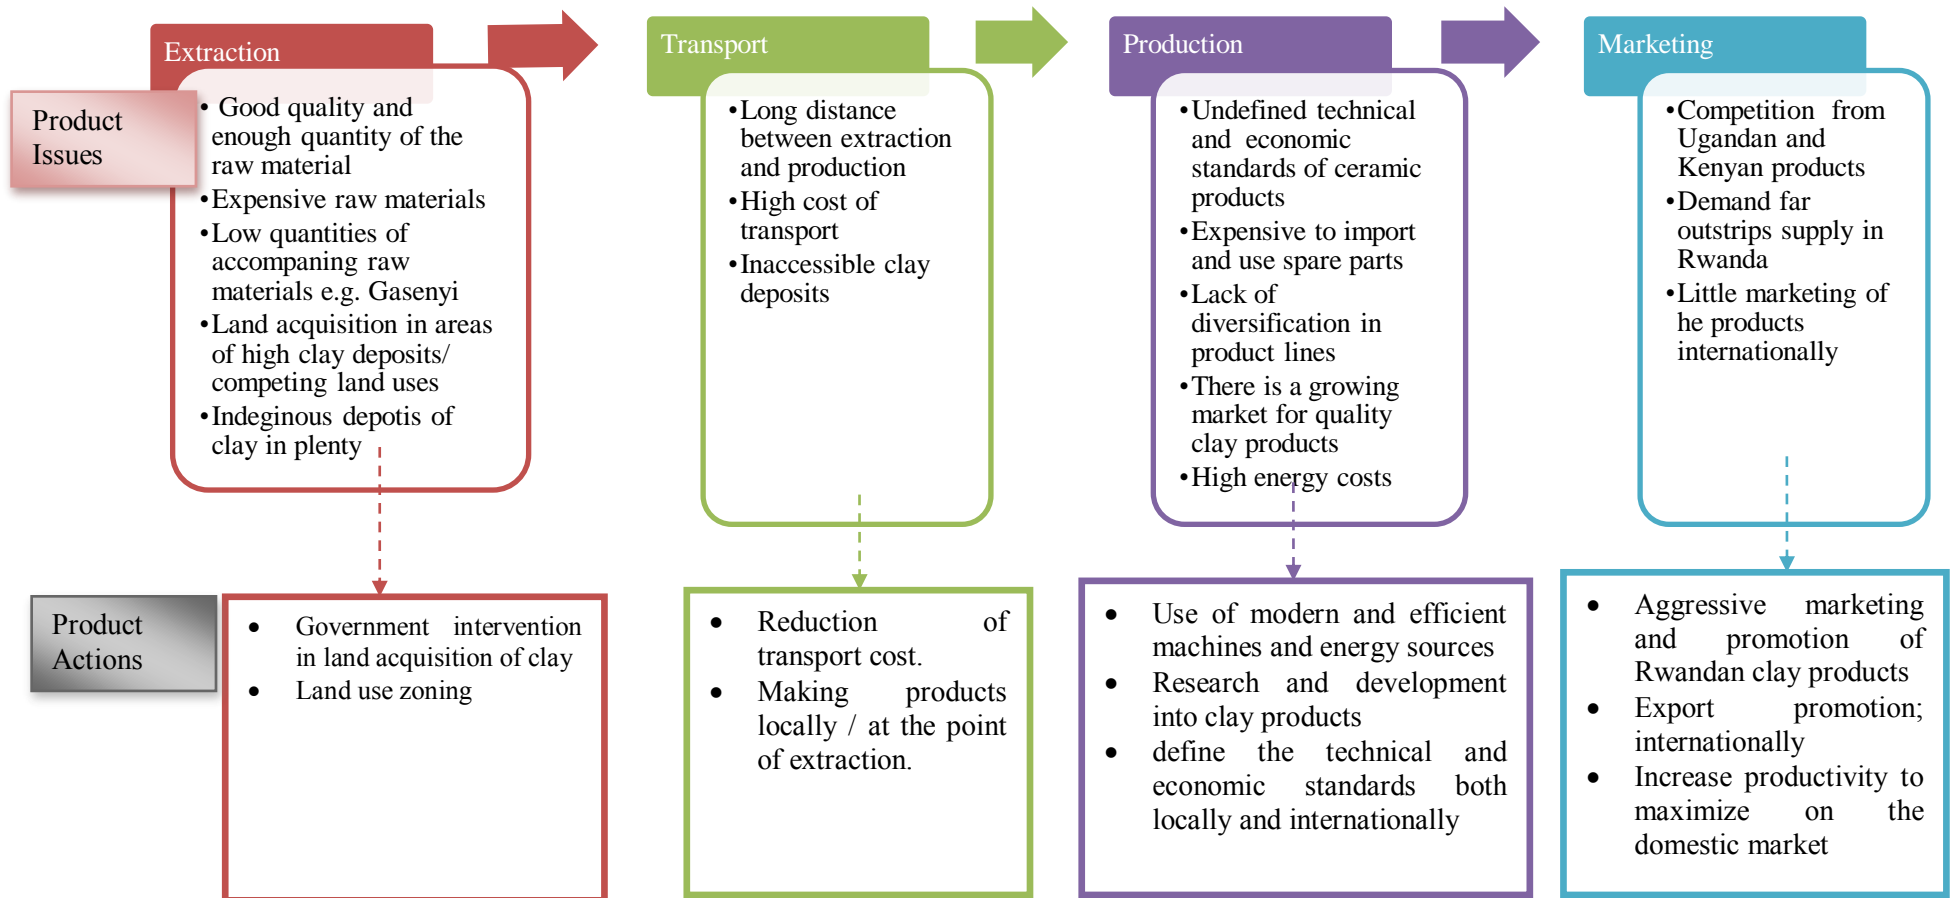 Extraction
Product
Issues
• Good quality and
enough quantity of the
raw material
•Expensive raw materials
•Low quantities of
accompaning raw
materials e.g. Gasenyi
•Land acquisition in areas
of high clay deposits/
competing land uses
•Indeginous depotis of
clay in plenty
Transport
•Long distance
between extraction
and production
•High cost of
transport
•Inaccessible clay
deposits
Production
•Undefined technical
and economic
standards of ceramic
products
•Expensive to import
and use spare parts
•Lack of
diversification in
product lines
•There is a growing
market for quality
clay products
•High energy costs
Marketing
•Competition from
Ugandan and
Kenyan products
•Demand far
outstrips supply in
Rwanda
•Little marketing of
he products
internationally
Product
Actions
• Government intervention
in land acquisition of clay
• Land use zoning
• Reduction of
transport cost.
• Making products
locally / at the point
of extraction.
• Use of modern and efficient
machines and energy sources
• Research and development
into clay products
• define the technical and
economic standards both
locally and internationally
• Aggressive marketing
and promotion of
Rwandan clay products
• Export promotion;
internationally
• Increase productivity to
maximize on the
domestic market